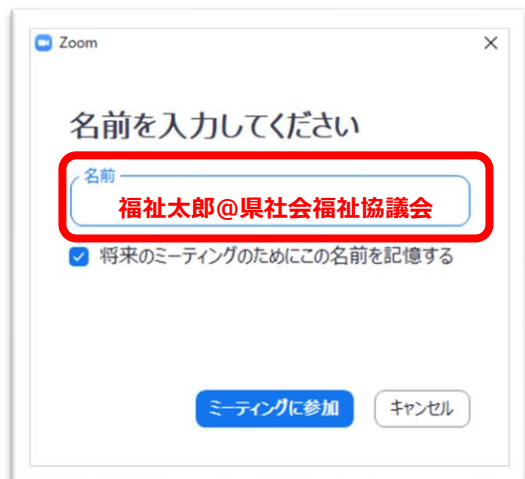 Zoom
名前を入力してください
名前
福祉太郎@県社会福祉協議会
将来のミーティングのためにこの名前を記憶する
ミーティングに参加
キャンセル